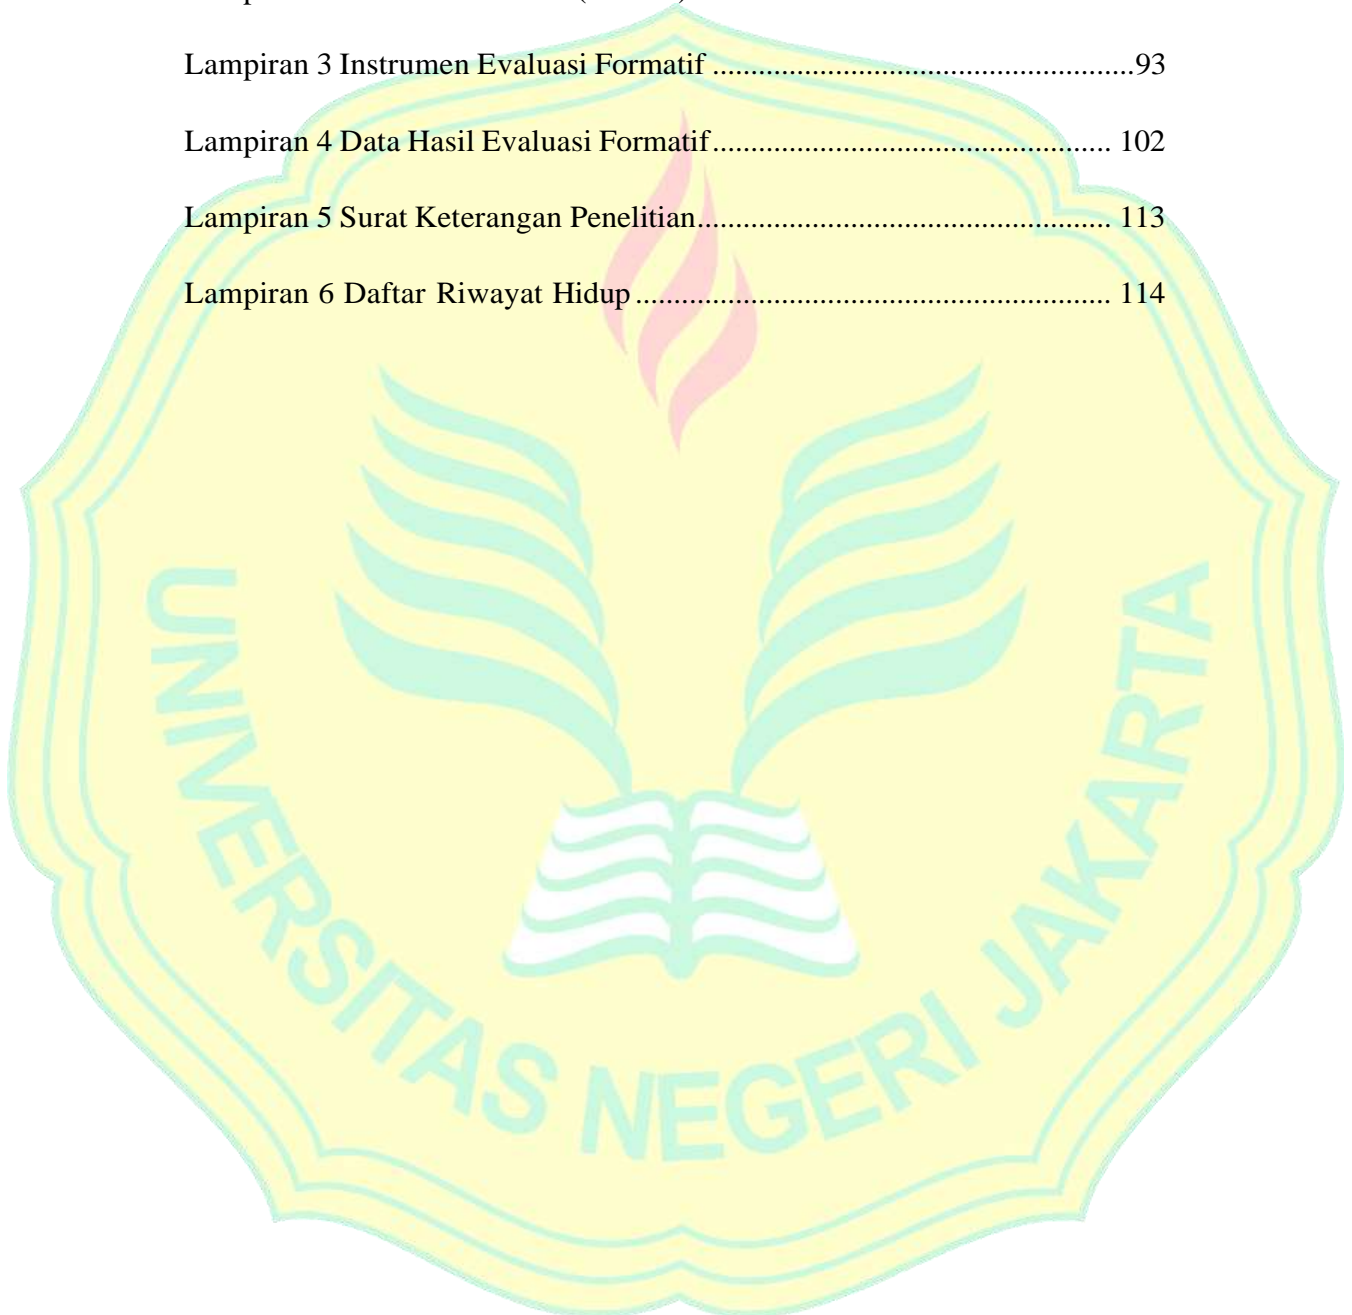 Lampiran 3 Instrumen Evaluasi Formatif ........................................................93
Lampiran 4 Data Hasil Evaluasi Formatif..................................................... 102
Lampiran 5 Surat Keterangan Penelitian....................................................... 113
Lampiran 6 Daftar Riwayat Hidup ............................................................... 114
UNIVERSITAS NEGERI JAKARTA